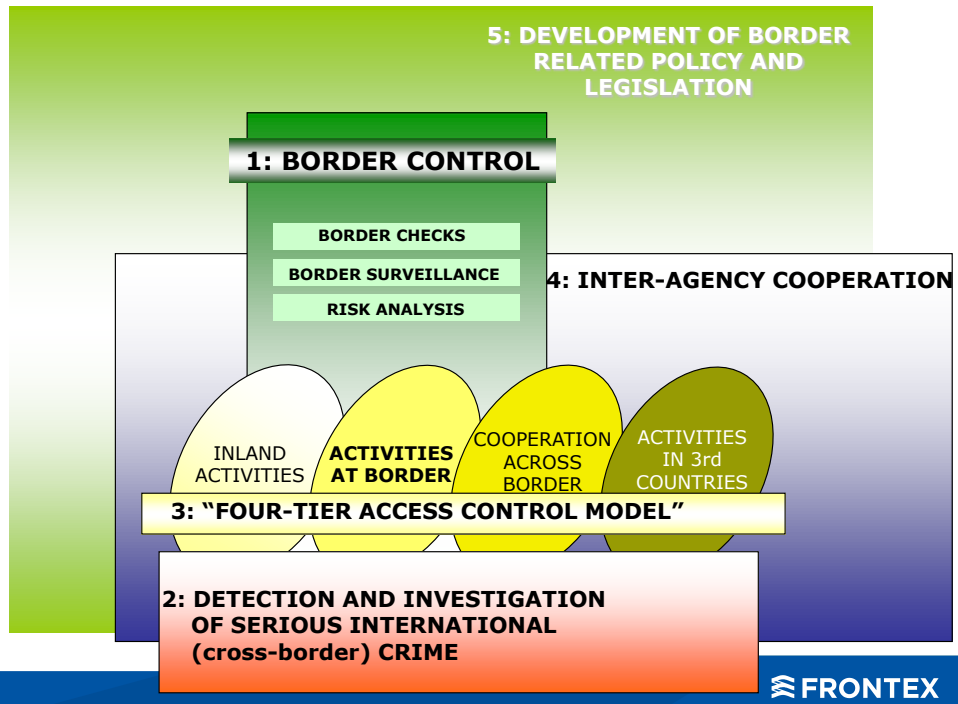 5: DEVELOPMENT OF BORDER
RELATED POLICY AND
LEGISLATION
1: BORDER CONTROL
BORDER CHECKS
BORDER SURVEILLANCE
RISK ANALYSIS
4: INTER-AGENCY COOPERATION
INLAND
ACTIVITIES
ACTIVITIES
AT BORDER
COOPERATION
ACROSS
BORDER
ACTIVITIES
IN 3rd
COUNTRIES
3: “FOUR-TIER ACCESS CONTROL MODEL”
2: DETECTION AND INVESTIGATION
OF SERIOUS INTERNATIONAL
(cross-border) CRIME
FRONTEX